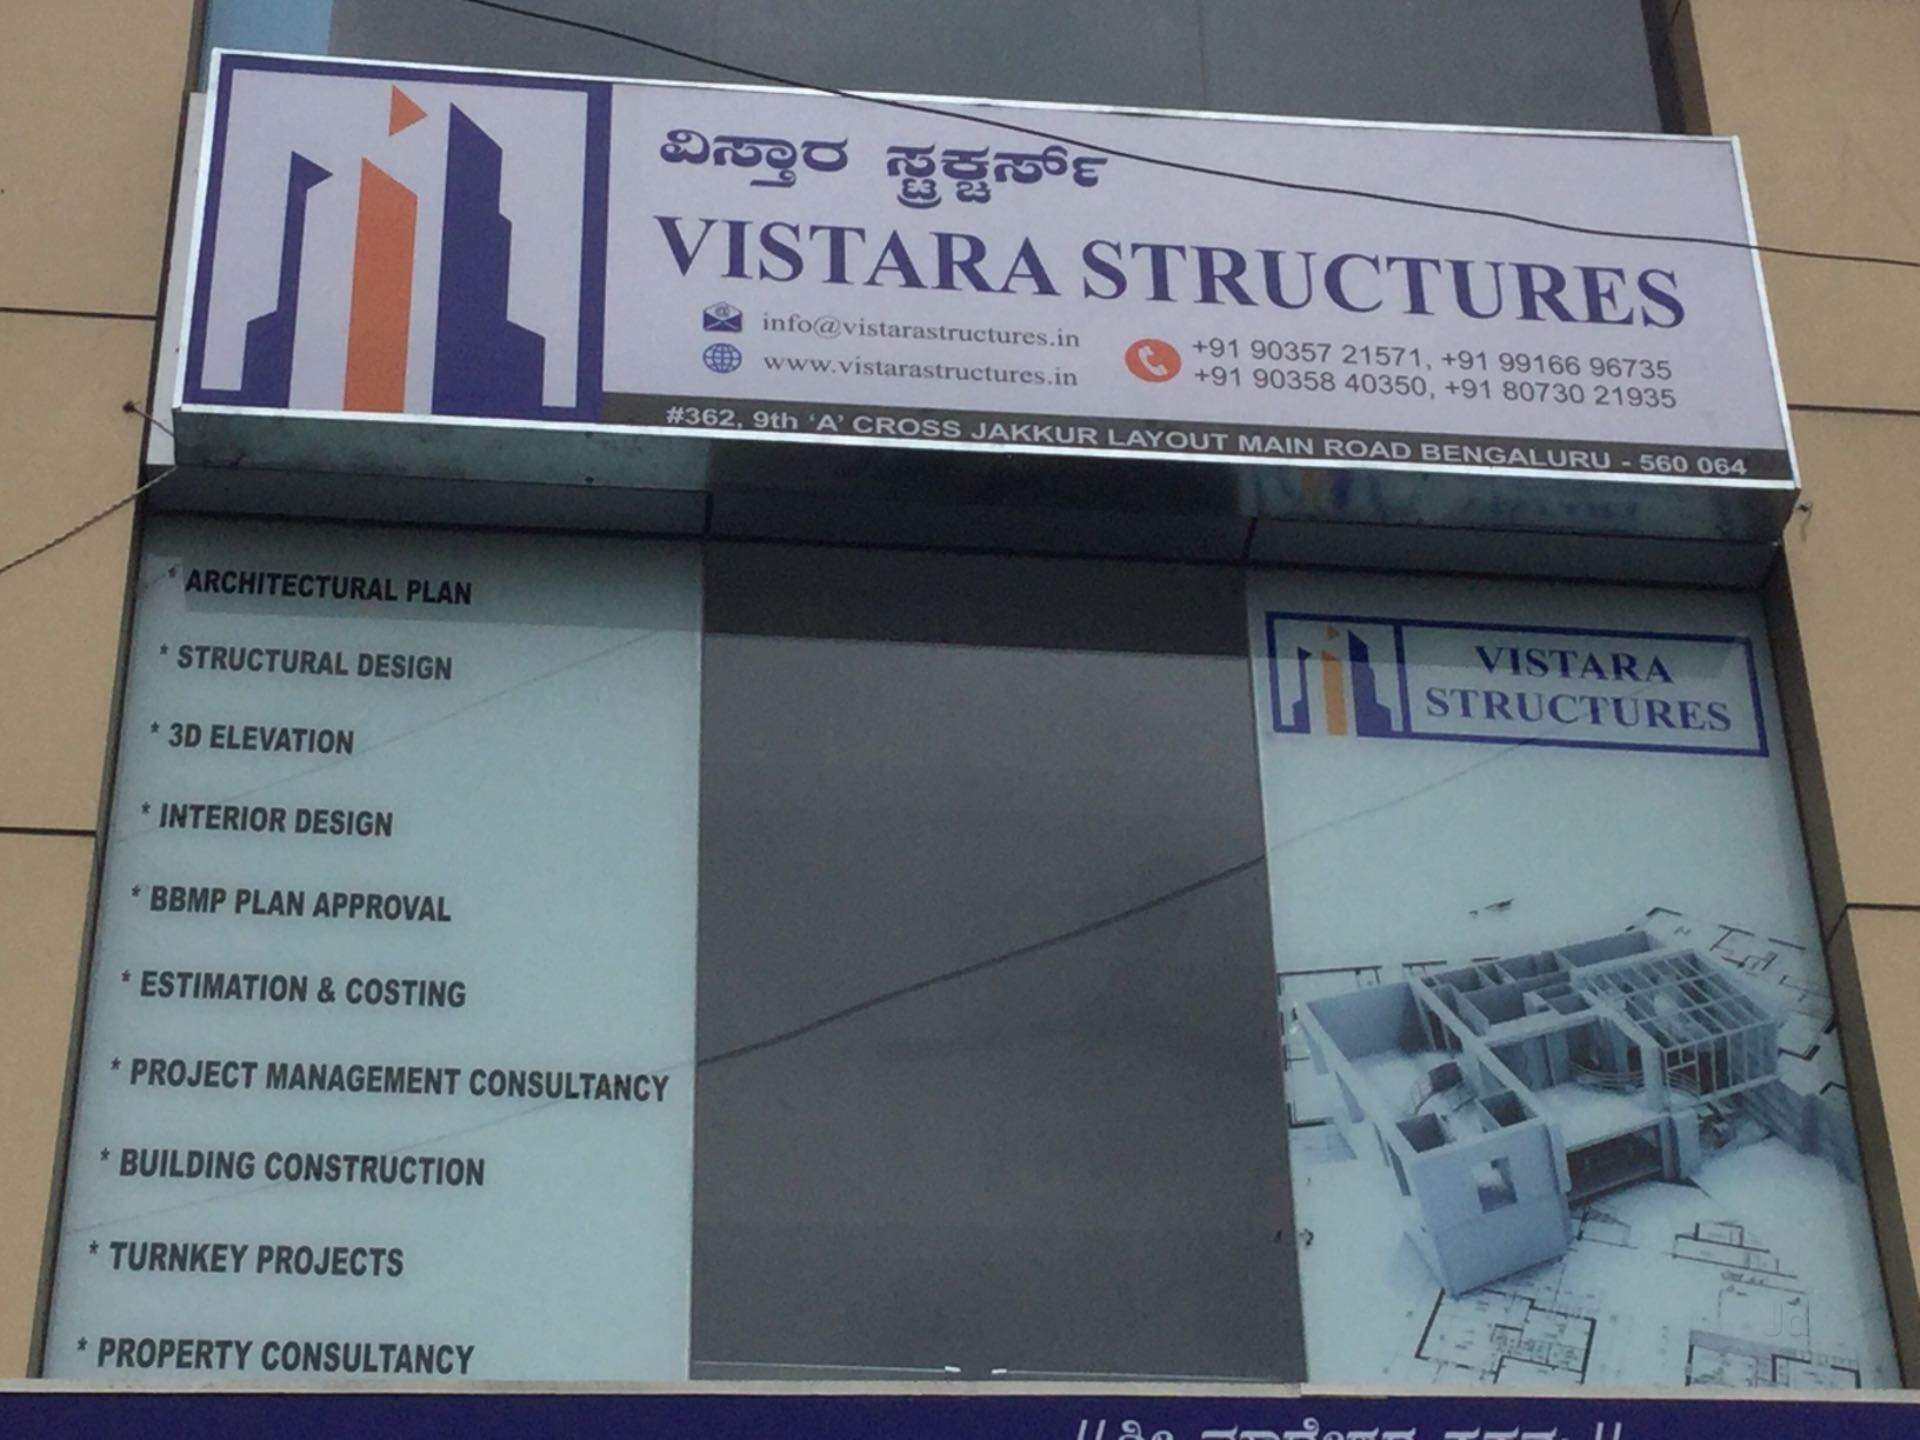 ವಿಸ್ತಾರ ಸ್ಟ್ರಕ್ಚರ್ಸ್
VISTARA STRUCTURES
info@vistarastructures.in
www.vistarastructures.in
+91 90357 21571, +91 99166 96735
+91 90358 40350, +91 80730 21935
#362, 9th 'A' CROSS JAKKUR LAYOUT MAIN ROAD BENGALURU - 560 064
* ARCHITECTURAL PLAN
* STRUCTURAL DESIGN
* 3D ELEVATION
* INTERIOR DESIGN
* BBMP PLAN APPROVAL
* ESTIMATION & COSTING
* PROJECT MANAGEMENT CONSULTANCY
* BUILDING CONSTRUCTION
* TURNKEY PROJECTS
* PROPERTY CONSULTANCY
VISTARA
STRUCTURES
Jd